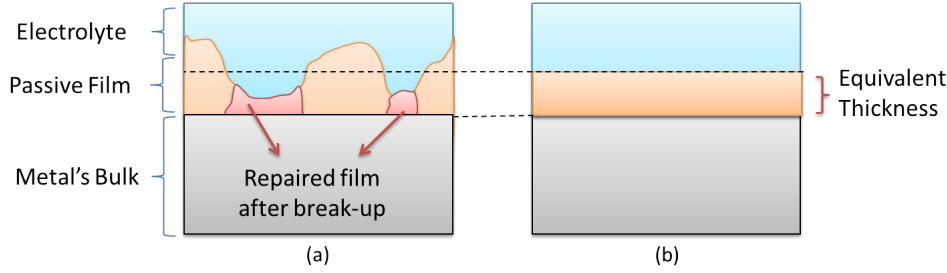 Electrolyte
Passive Film
Metal's Bulk
Repaired film
after break-up
(a)
Equivalent
Thickness
(b)